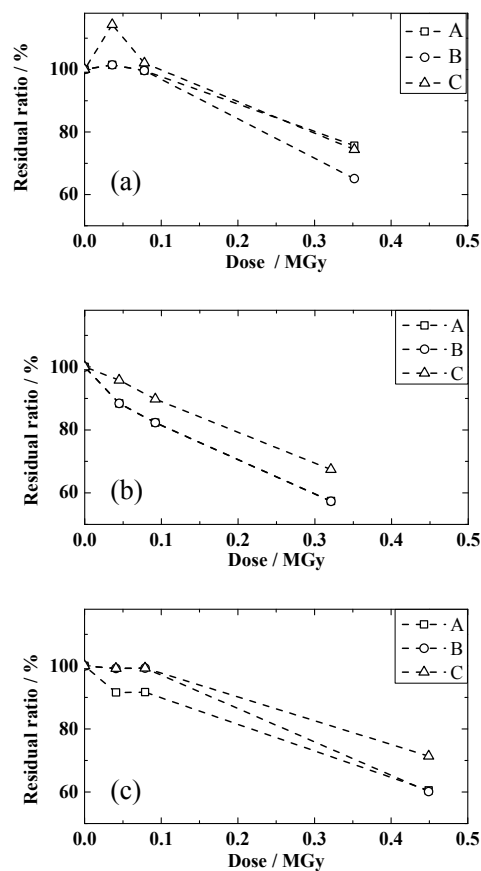 A
B
C
100
80
60
Residual ratio / %
(a)
0.0 0.1 0.2 0.3 0.4 0.5
Dose / MGy
A
B
C
100
80
60
Residual ratio / %
(b)
0.0 0.1 0.2 0.3 0.4 0.5
Dose / MGy
A
B
C
100
80
60
Residual ratio / %
(c)
0.0 0.1 0.2 0.3 0.4 0.5
Dose / MGy